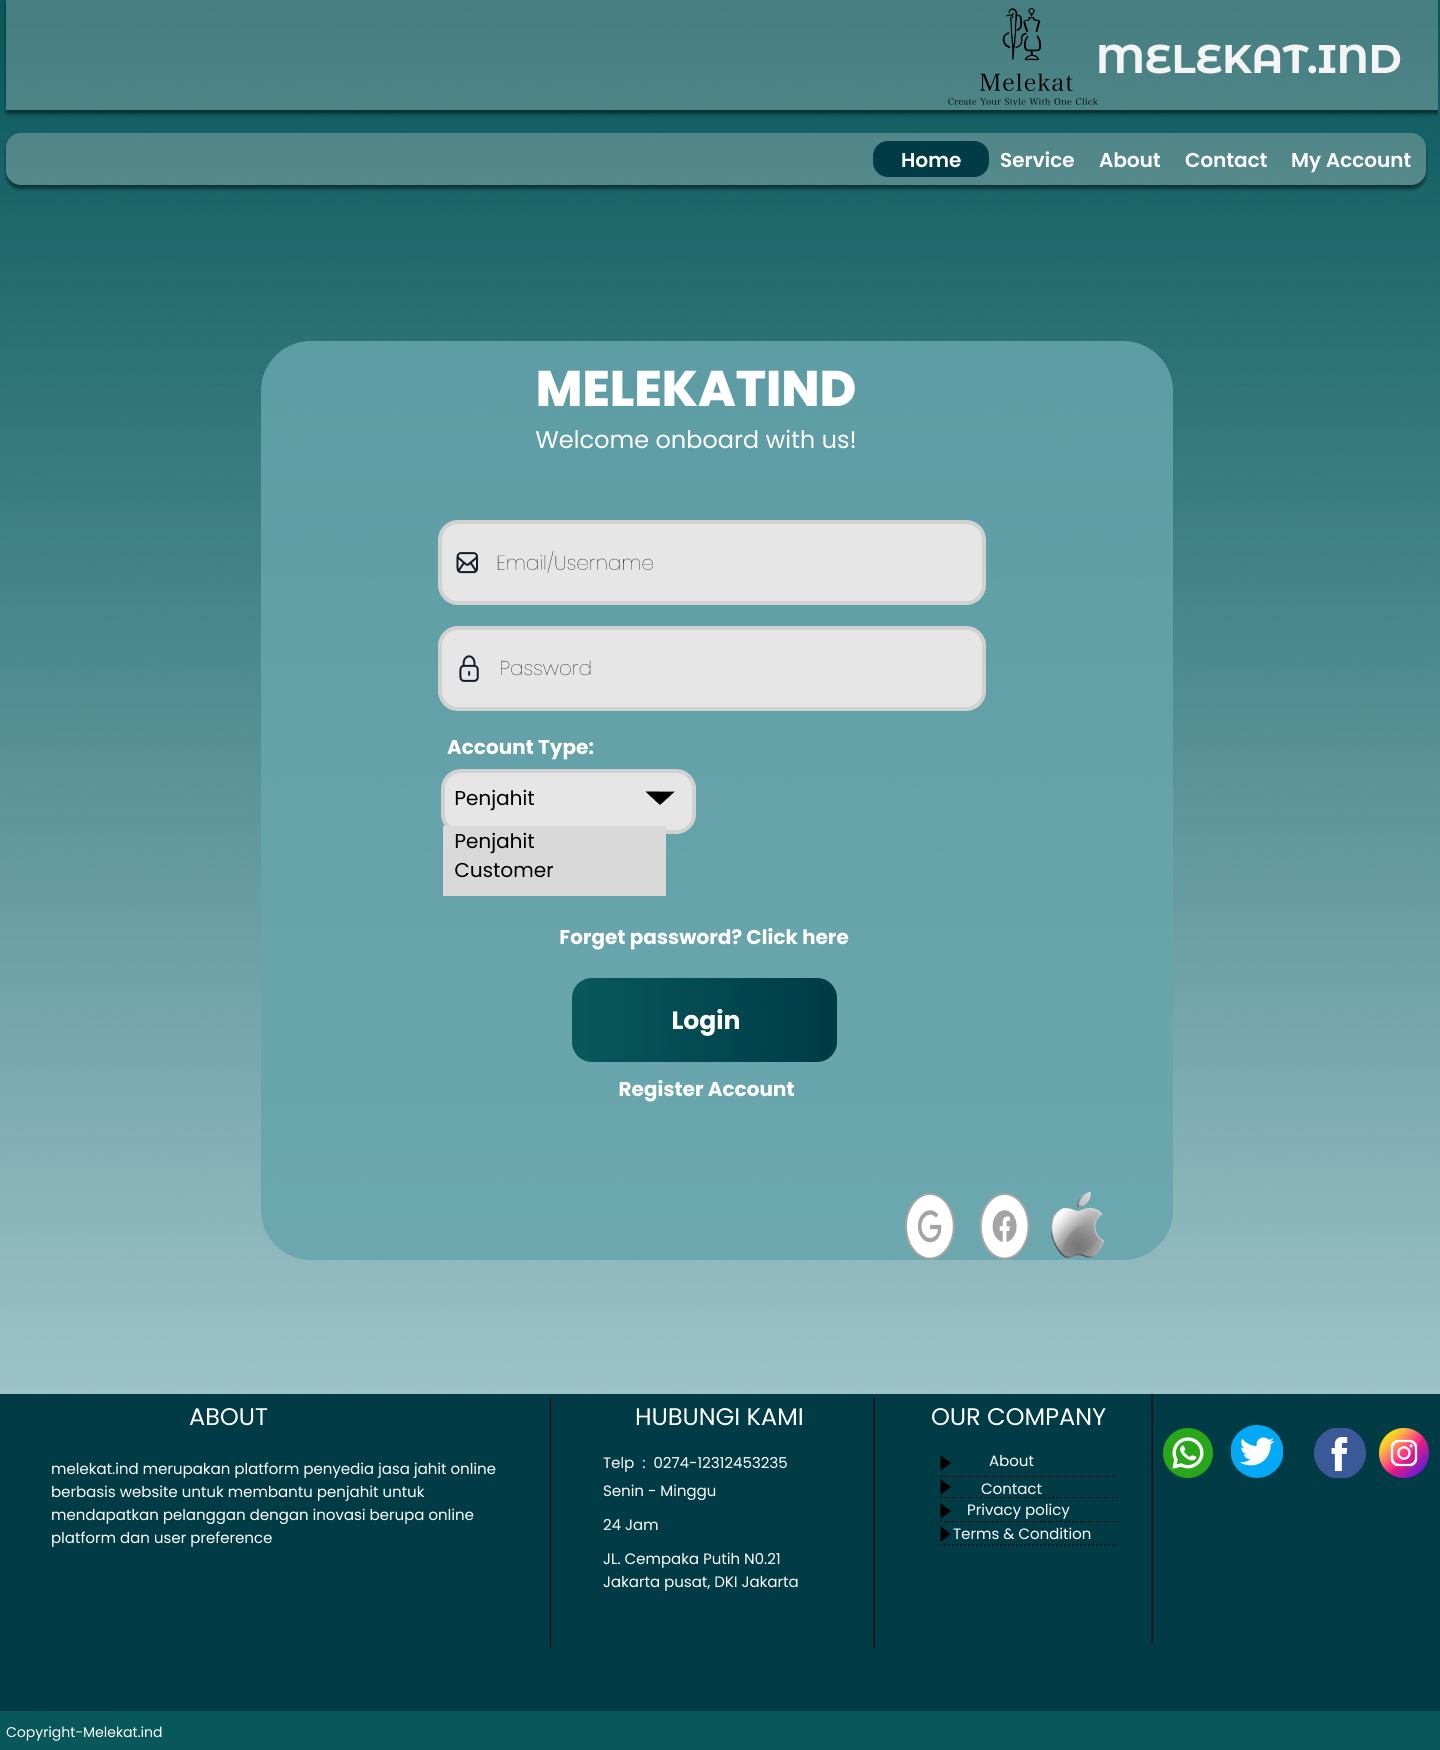 Melekat
Create Your Style With One Click
MELEKAT.IND
Home Service About Contact My Account
MELEKATIND
Welcome onboard with us!
Email/Username
Password
Account Type:
Penjahit
Penjahit
Customer
Forget password? Click here
Login
Register Account
ABOUT
melekat.ind merupakan platform penyedia jasa jahit online
berbasis website untuk membantu penjahit untuk
mendapatkan pelanggan dengan inovasi berupa online
platform dan user preference
HUBUNGI KAMI
Telp : 0274-12312453235
Senin - Minggu
24 Jam
JL. Cempaka Putih N0.21
Jakarta pusat, DKI Jakarta
OUR COMPANY
About
Contact
Privacy policy
Terms & Condition
Copyright-Melekat.ind